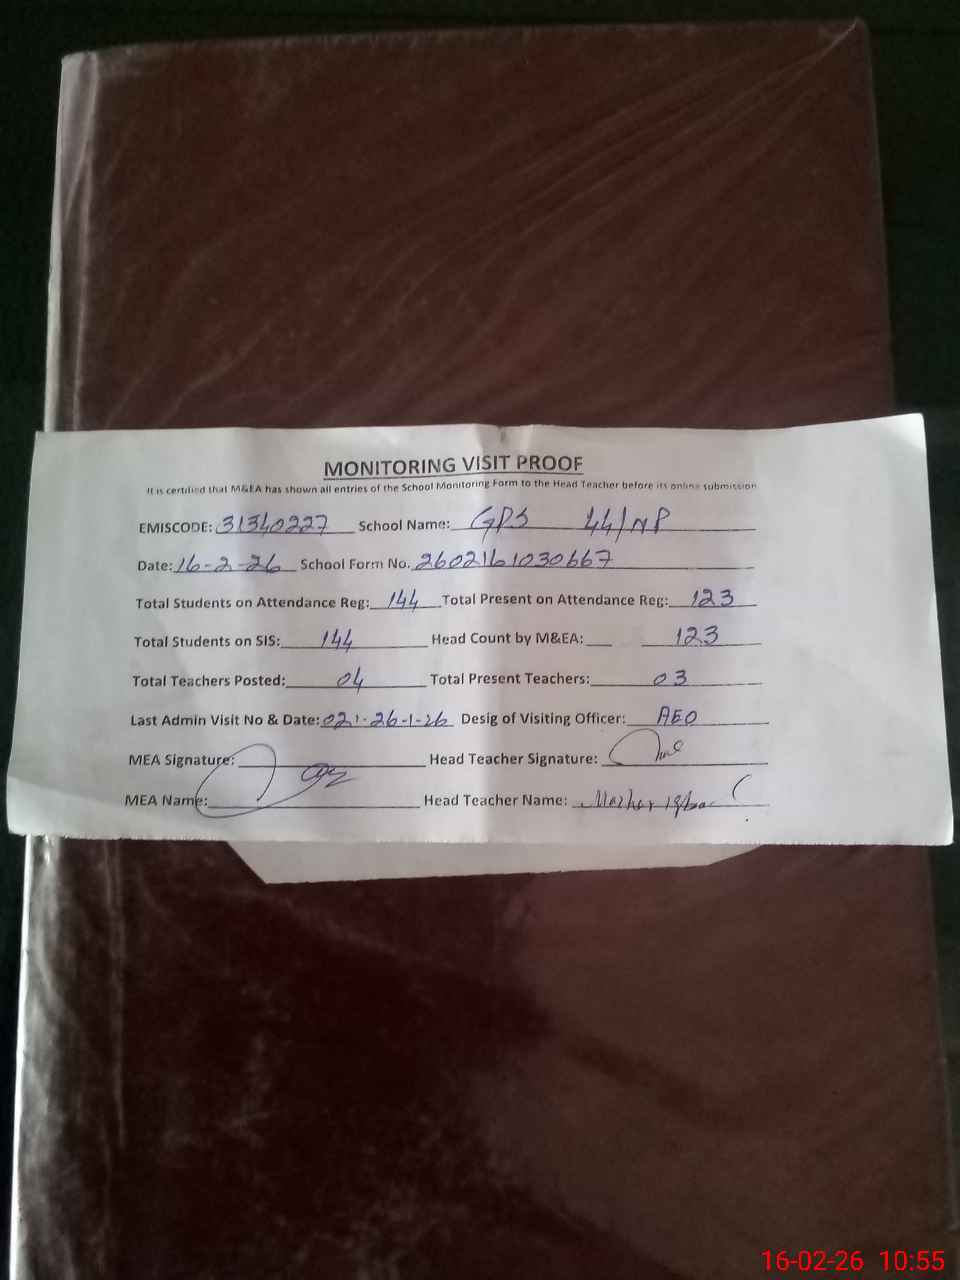 MONITORING VISIT PROOF
It is certified that M&EA has shown all entries of the School Monitoring Form to the Head Teacher before its online submission
EMISCODE: 31340227 School Name: GPS 44/NP
Date: 16-2-26 School Form No. 2602161030667
Total Students on Attendance Reg: 144 Total Present on Attendance Reg: 123
Total Students on SIS: 144 Head Count by M&EA: 123
Total Teachers Posted: 04 Total Present Teachers: 03
Last Admin Visit No & Date: 02, 26-1-26 Desig of Visiting Officer: AEO
MEA Signature: Head Teacher Signature:
MEA Name: Head Teacher Name: Mazhar Iqbal
16-02-26 10:55